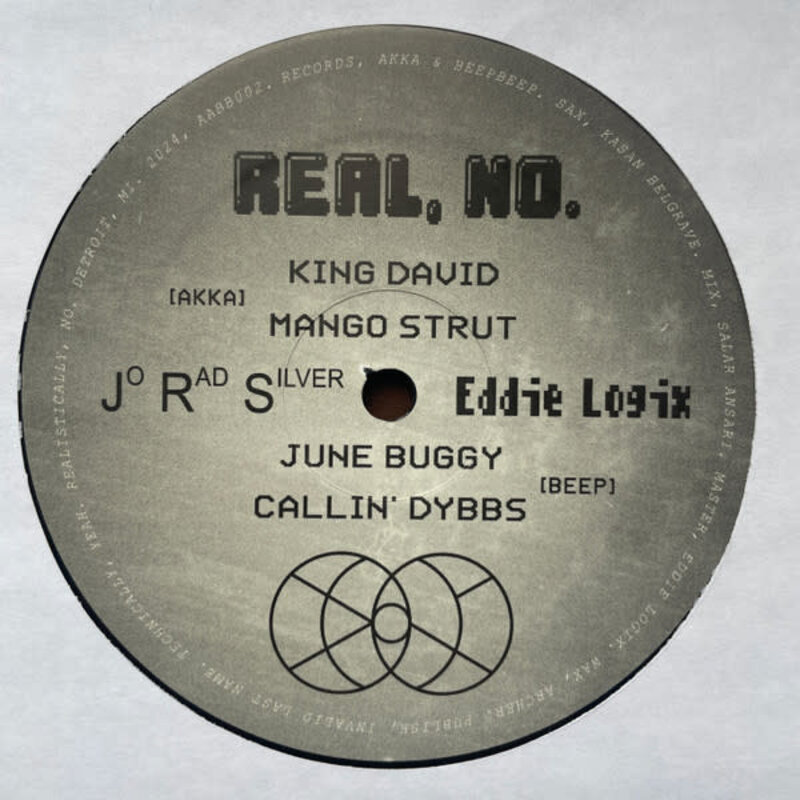 REAL, NO.
KING DAVID
[AKKA]
MANGO STRUT
JO RAD SILVER
Eddie Logix
JUNE BUGGY
[BEEP]
CALLIN' DYBBS
TECHNICALLY, YEAH. REALISTICALLY, NO. DETROIT, MI. 2024, AABB002. RECORDS, AKKA & BEEPBEEP. SAX, KASAN BELGRAVE. MIX, SALAR ANSARI. MASTER, EDDIE LOGIX. WAX, ARCHER. PUBLISH, INVALID LAST NAME.